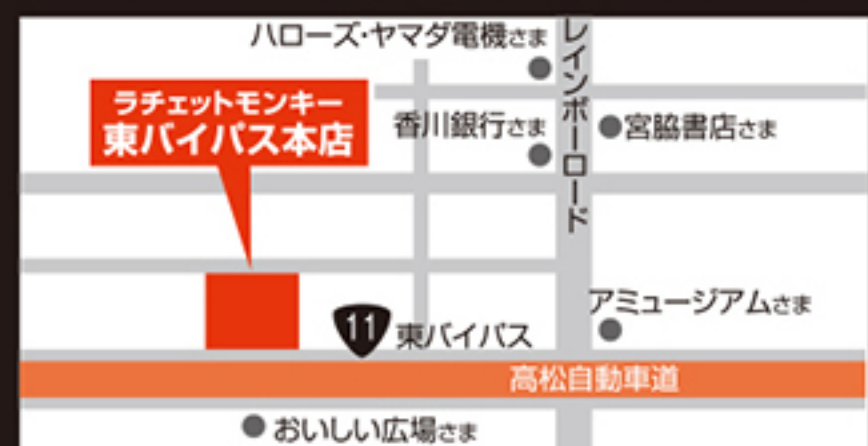 ハローズ・ヤマダ電機さま
レインボーロード
ラチェットモンキー
東バイパス本店
香川銀行さま
宮脇書店さま
アミュージアムさま
11
東バイパス
高松自動車道
おいしい広場さま